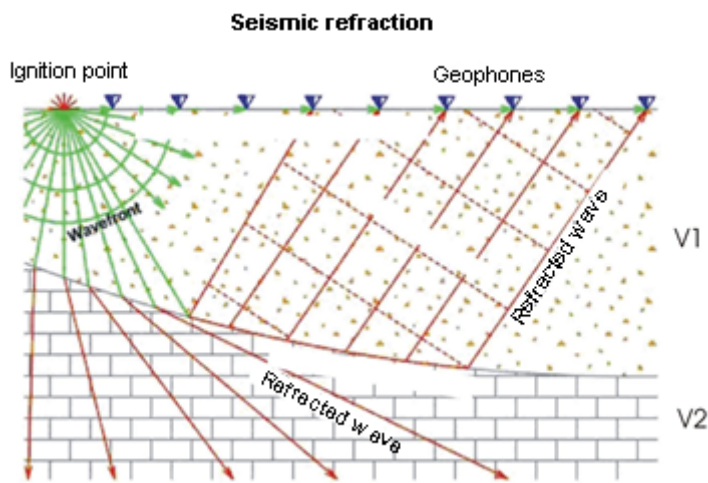 Seismic refraction
Ignition point
Geophones
Wavefront
V1
Refracted wave
Refracted wave
V2